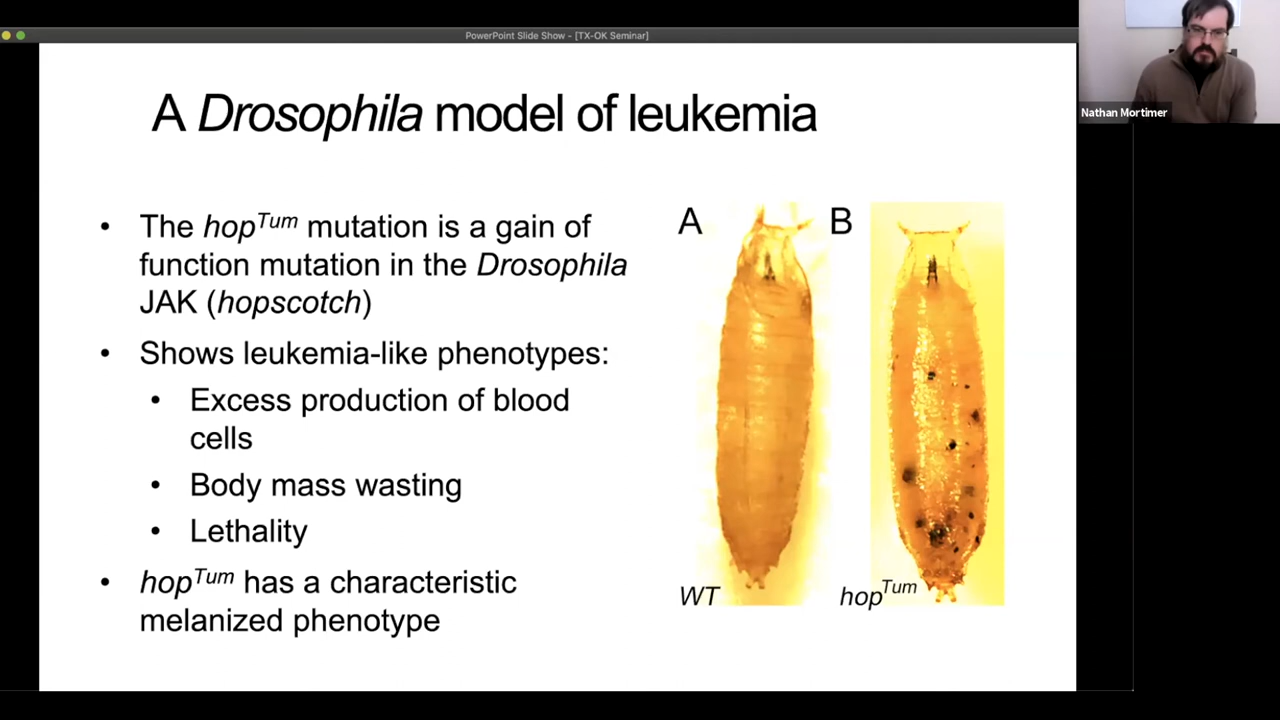 PowerPoint Slide Show - [TX-OK Seminar]
Nathan Mortimer
A Drosophila model of leukemia
• The hopTum mutation is a gain of
function mutation in the Drosophila
JAK (hopscotch)
• Shows leukemia-like phenotypes:
• Excess production of blood
cells
• Body mass wasting
• Lethality
• hopTum has a characteristic
melanized phenotype
A
B
WT
hopTum